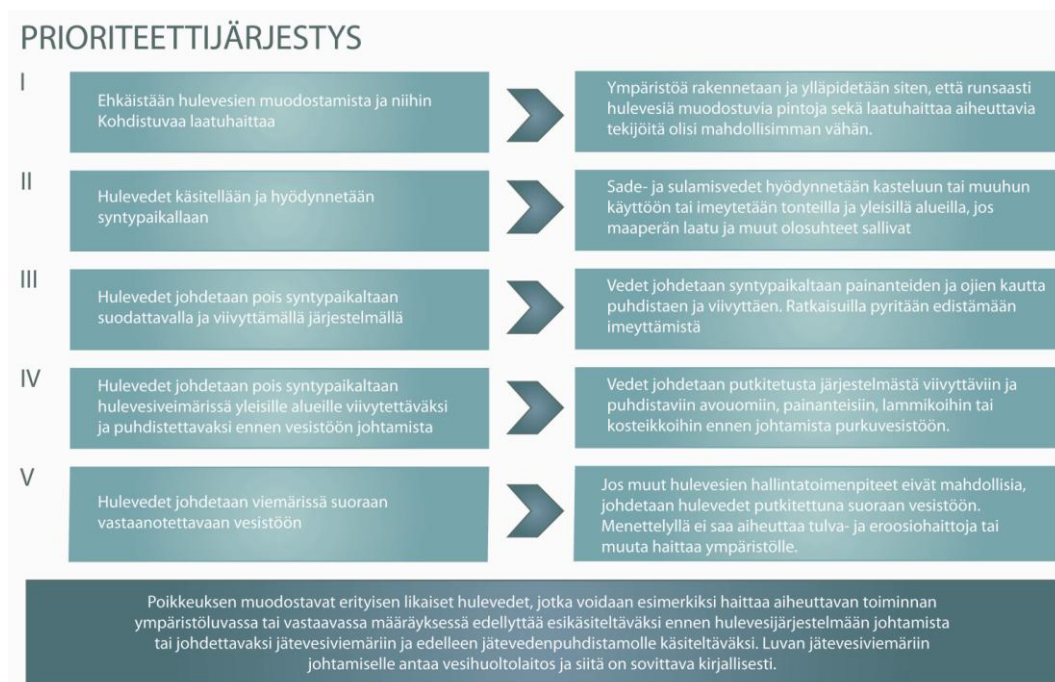 PRIORITEETTIJÄRJESTYS
I
Ehkäistään hulevesien muodostamista ja niihin
Kohdistuvaa laatuhaittaa
Ympäristöä rakennetaan ja ylläpidetään siten, että runsaasti
hulevesiä muodostuvia pintoja sekä laatuhaittaa aiheuttavia
tekijöitä olisi mahdollisimman vähän.
II
Hulevedet käsitellään ja hyödynnetään
syntypaikallaan
Sade- ja sulamisvedet hyödynnetään kasteluun tai muuhun
käyttöön tai imeytetään tonteilla ja yleisillä alueilla, jos
maaperän laatu ja muut olosuhteet sallivat
III
Hulevedet johdetaan pois syntypaikaltaan
suodattavalla ja viivyttämällä järjestelmällä
Vedet johdetaan syntypaikaltaan painanteiden ja ojien kautta
puhdistaen ja viivyttäen. Ratkaisuilla pyritään edistämään
imeyttämistä
IV
Hulevedet johdetaan pois syntypaikaltaan
hulevesiveimärissä yleisille alueille viivytettäväksi
ja puhdistettavaksi ennen vesistöön johtamista
Vedet johdetaan putkitetusta järjestelmästä viivyttäviin ja
puhdistaviin avouomiin, painanteisiin, lammikoihin tai
kosteikkoihin ennen johtamista purkuvesistöön.
V
Hulevedet johdetaan viemärissä suoraan
vastaanotettavaan vesistöön
Jos muut hulevesien hallintatoimenpiteet eivät mahdollisia,
johdetaan hulevedet putkitettuna suoraan vesistöön.
Menettelyllä ei saa aiheuttaa tulva- ja eroosiohaittoja tai
muuta haittaa ympäristölle.
Poikkeuksen muodostavat erityisen likaiset hulevedet, jotka voidaan esimerkiksi haittaa aiheuttavan toiminnan
ympäristöluvassa tai vastaavassa määräyksessä edellyttää esikäsiteltäväksi ennen hulevesijärjestelmään johtamista
tai johdettavaksi jätevesiviemäriin ja edelleen jätevedenpuhdistamolle käsiteltäväksi. Luvan jätevesiviemäriin
johtamiselle antaa vesihuoltolaitos ja siitä on sovittava kirjallisesti.